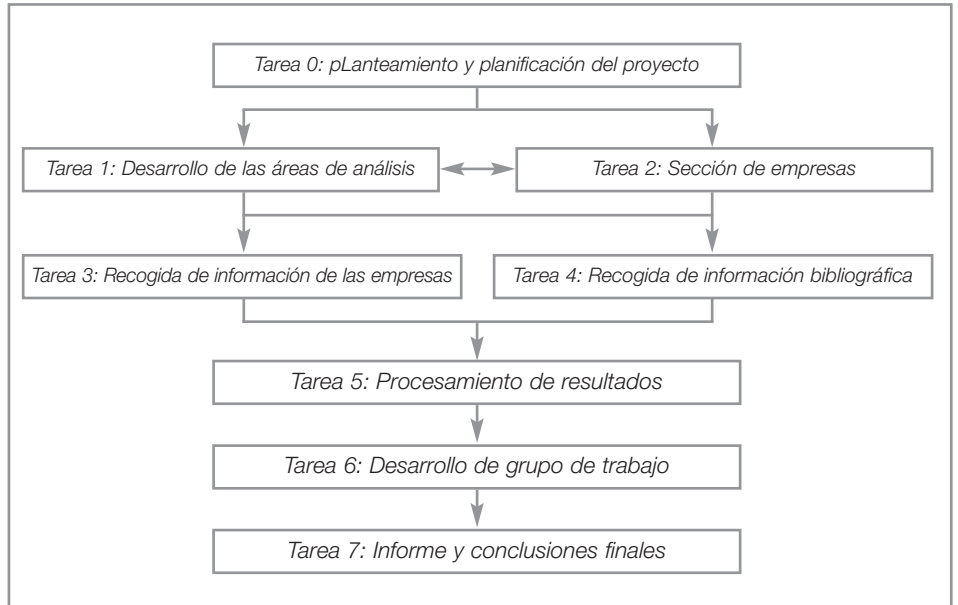 Tarea 0: pLanteamiento y planificación del proyecto
Tarea 1: Desarrollo de las áreas de análisis
Tarea 2: Sección de empresas
Tarea 3: Recogida de información de las empresas
Tarea 4: Recogida de información bibliográfica
Tarea 5: Procesamiento de resultados
Tarea 6: Desarrollo de grupo de trabajo
Tarea 7: Informe y conclusiones finales